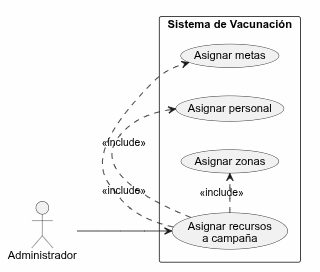 Sistema de Vacunación
Asignar metas
Asignar personal
«include»
Asignar zonas
«include»
«include»
Asignar recursos
a campaña
Administrador